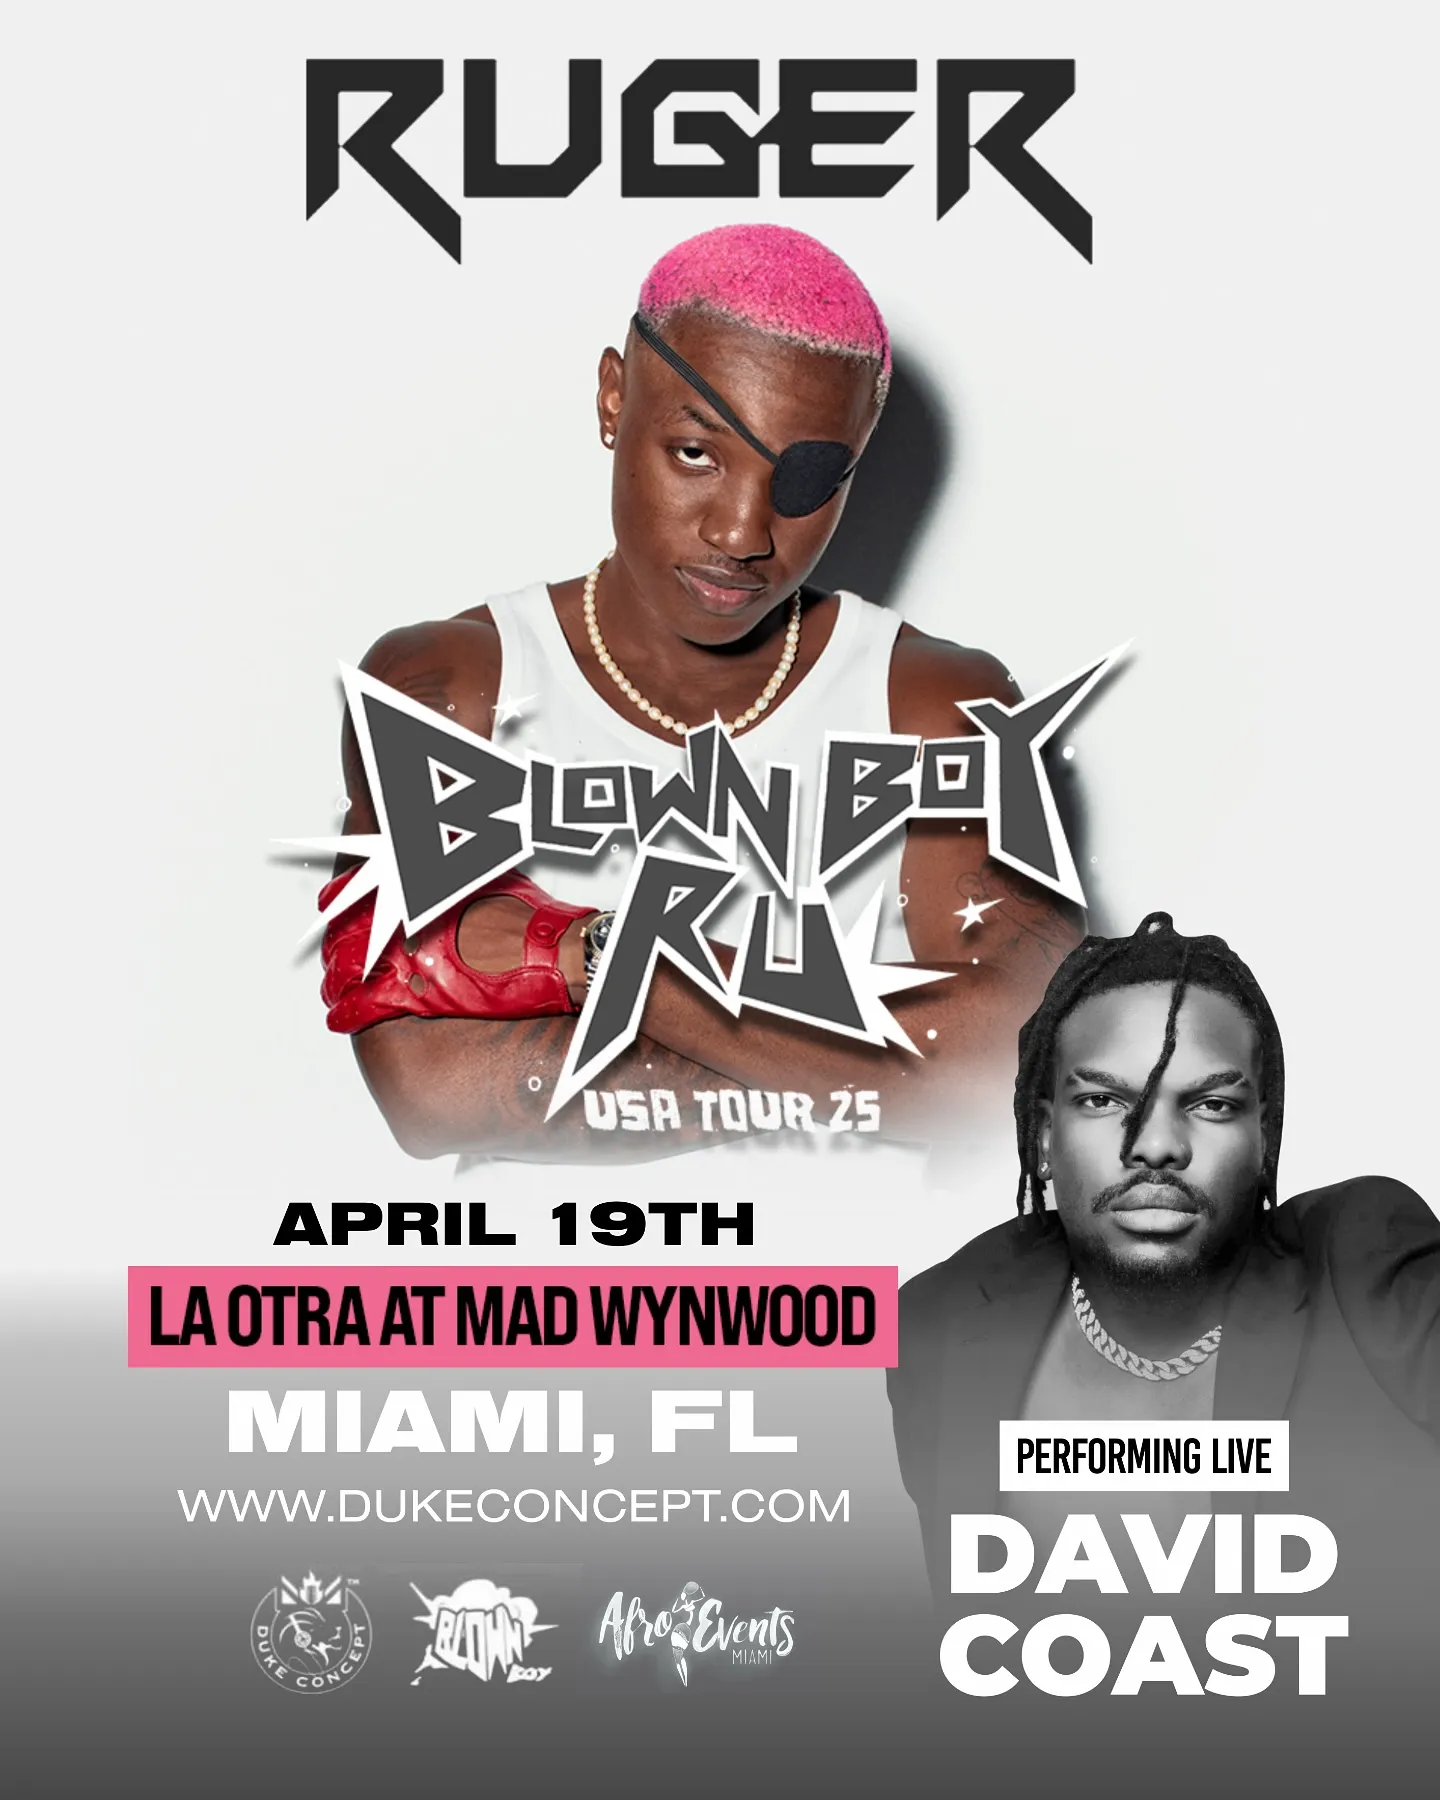 RUGER
BLOWN BOY
RU
USA TOUR 25
APRIL 19TH
LA OTRA AT MAD WYNWOOD
MIAMI, FL
WWW.DUKECONCEPT.COM
PERFORMING LIVE
DAVID
COAST
DUKE CONCEPT
TM
BLOWN
BOY
Afro Events
MIAMI